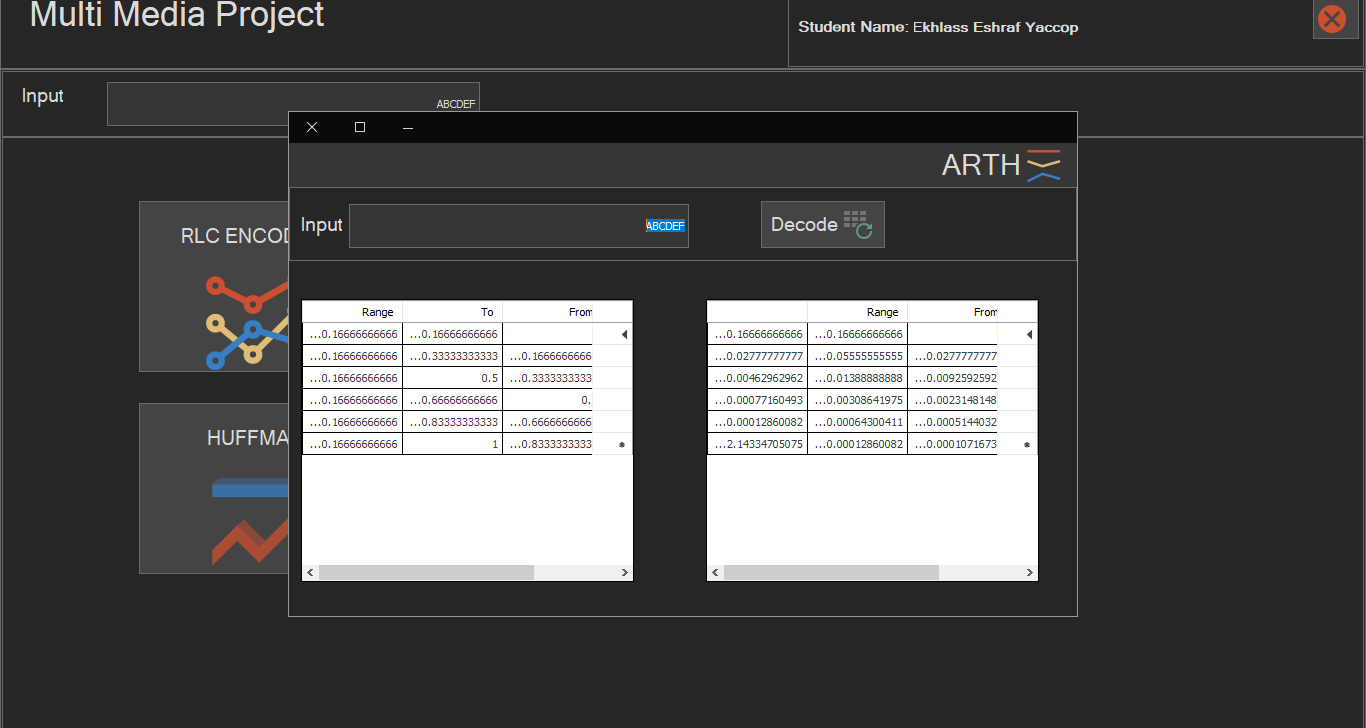 Multi Media Project
Student Name: Ekhlass Eshraf Yaccop
Input
ABCDEF
ARTH
Input
ABCDEF
Decode
RLC ENCOD
HUFFMA
Range To From
...0.16666666666 ...0.16666666666
...0.16666666666 ...0.33333333333 ...0.1666666666
...0.16666666666 0.5 ...0.3333333333
...0.16666666666 ...0.66666666666 0.
...0.16666666666 ...0.83333333333 ...0.6666666666
...0.16666666666 1 ...0.8333333333
Range From
...0.16666666666 ...0.16666666666
...0.02777777777 ...0.05555555555 ...0.0277777777
...0.00462962962 ...0.01388888888 ...0.0092592592
...0.00077160493 ...0.00308641975 ...0.0023148148
...0.00012860082 ...0.00064300411 ...0.0005144032
...2.14334705075 ...0.00012860082 ...0.0001071673